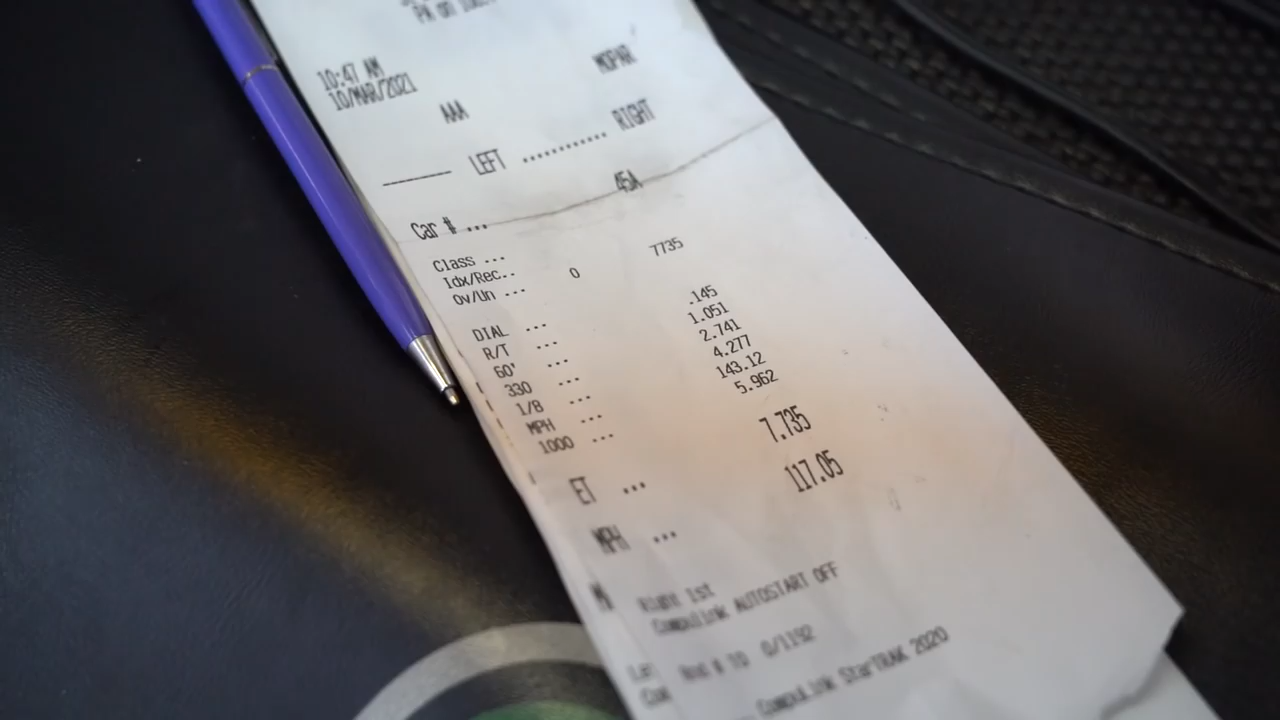 10:47 AM
10/MAR/2021
MOPAR
AAA
LEFT ............ RIGHT
Car # ... 45A
Class ...
Idx/Rec.. 0 7735
Ov/Un ...
DIAL ...
R/T ... .145
60' ... 1.051
330 ... 2.741
1/8 ... 4.277
MPH ... 143.12
1000 ... 5.962
ET ... 7.735
MPH ... 117.05
Right 1st
Compulink AUTOSTART OFF
0/1192
Compulink StarTRAK 2020